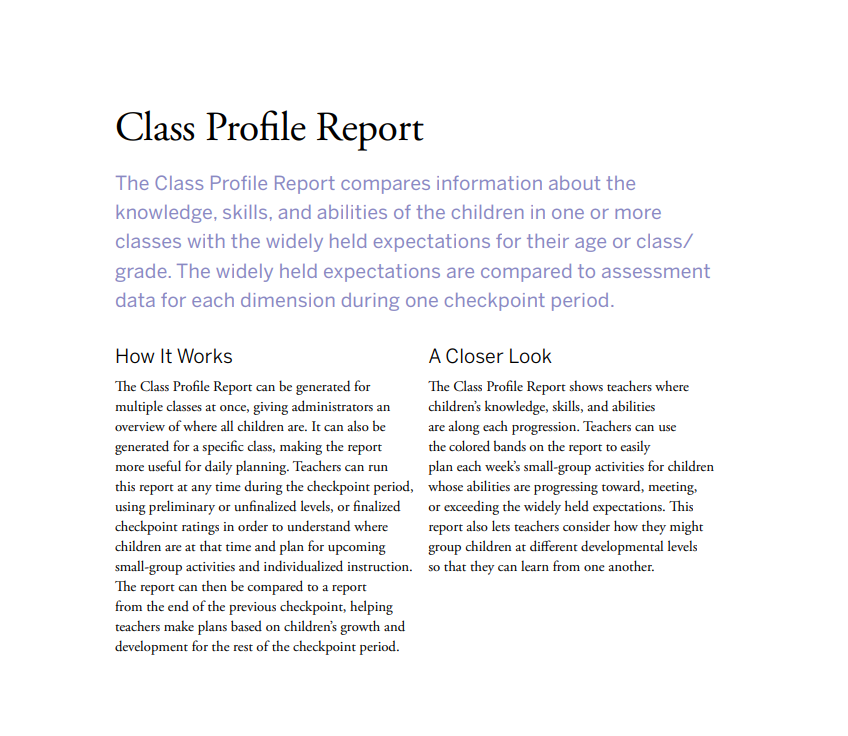 Class Profile Report
The Class Profile Report compares information about the
knowledge, skills, and abilities of the children in one or more
classes with the widely held expectations for their age or class/
grade. The widely held expectations are compared to assessment
data for each dimension during one checkpoint period.
How It Works
The Class Profile Report can be generated for
multiple classes at once, giving administrators an
overview of where all children are. It can also be
generated for a specific class, making the report
more useful for daily planning. Teachers can run
this report at any time during the checkpoint period,
using preliminary or unfinalized levels, or finalized
checkpoint ratings in order to understand where
children are at that time and plan for upcoming
small-group activities and individualized instruction.
The report can then be compared to a report
from the end of the previous checkpoint, helping
teachers make plans based on children’s growth and
development for the rest of the checkpoint period.
A Closer Look
The Class Profile Report shows teachers where
children’s knowledge, skills, and abilities
are along each progression. Teachers can use
the colored bands on the report to easily
plan each week’s small-group activities for children
whose abilities are progressing toward, meeting,
or exceeding the widely held expectations. This
report also lets teachers consider how they might
group children at different developmental levels
so that they can learn from one another.